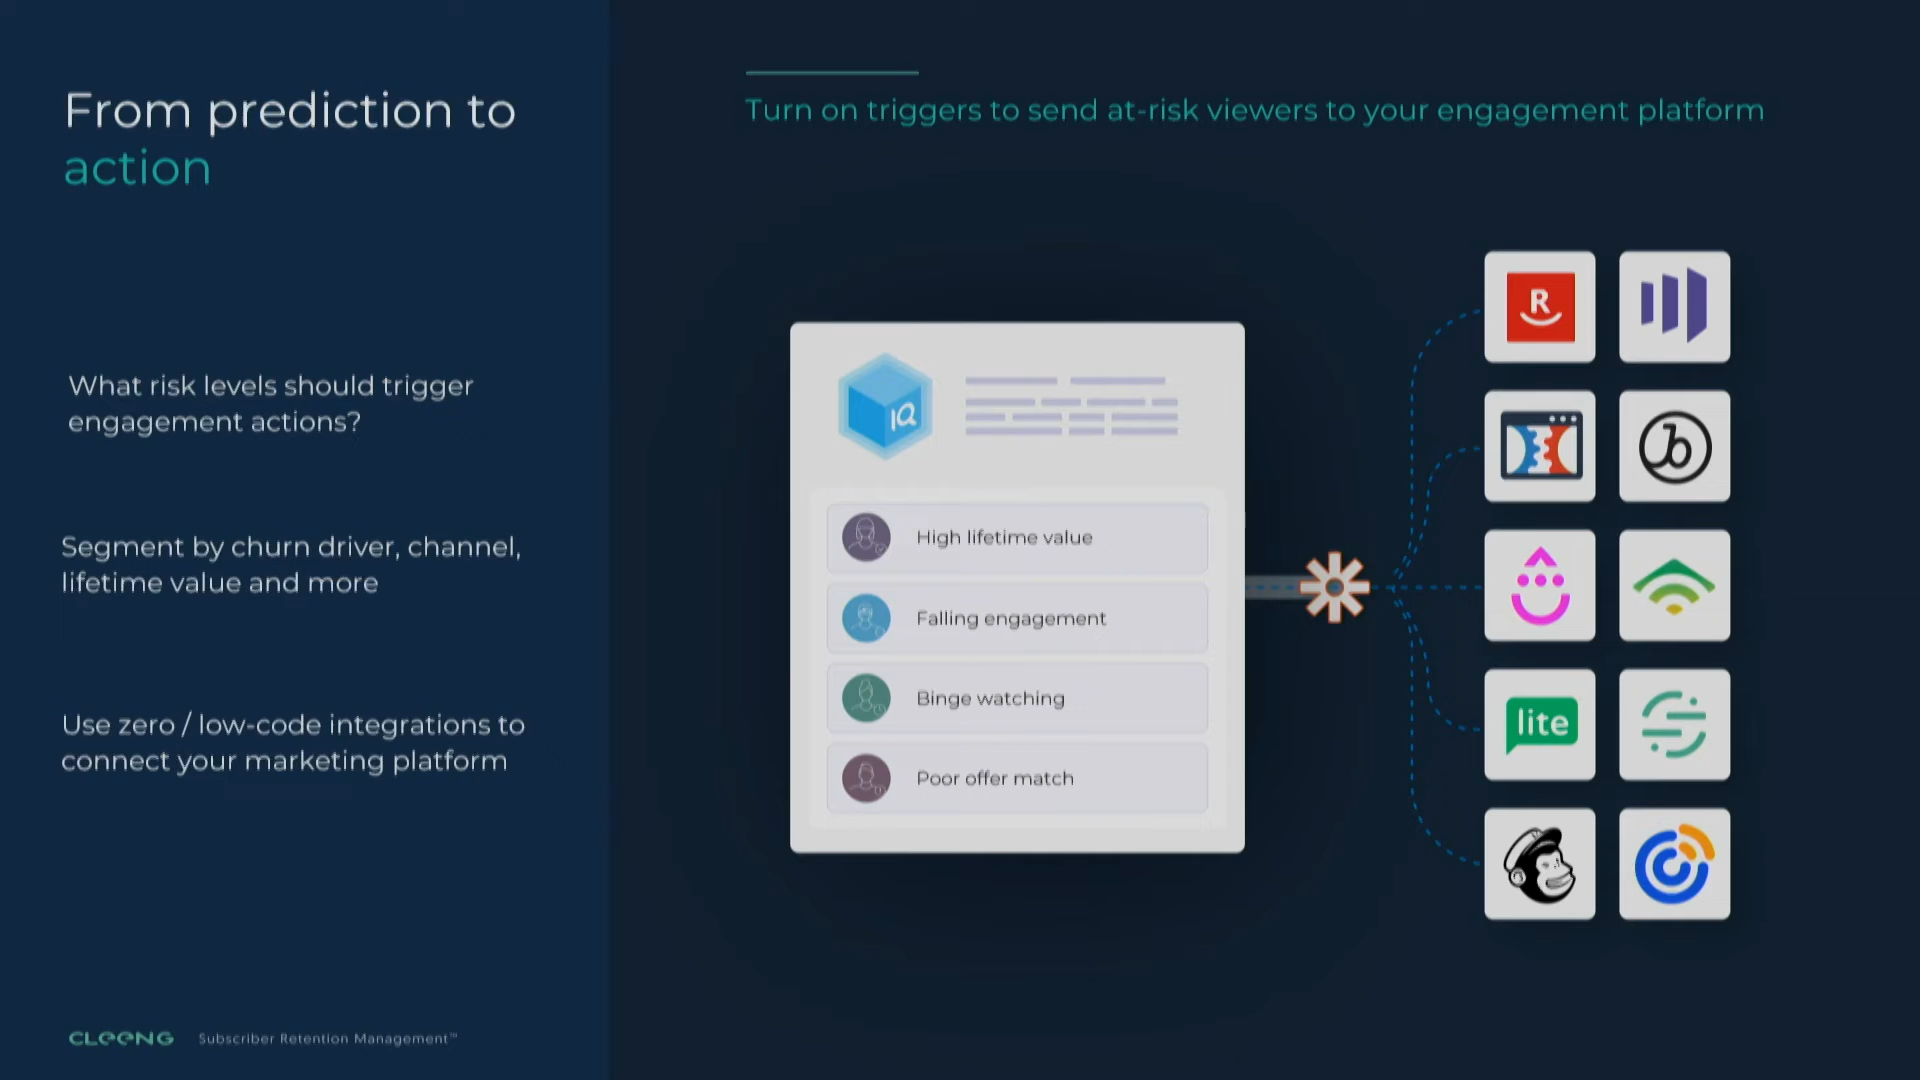 From prediction to
action
What risk levels should trigger
engagement actions?
Segment by churn driver, channel,
lifetime value and more
Use zero / low-code integrations to
connect your marketing platform
CLEENG Subscriber Retention Management™
Turn on triggers to send at-risk viewers to your engagement platform
IQ
High lifetime value
Falling engagement
Binge watching
Poor offer match
R
b
lite